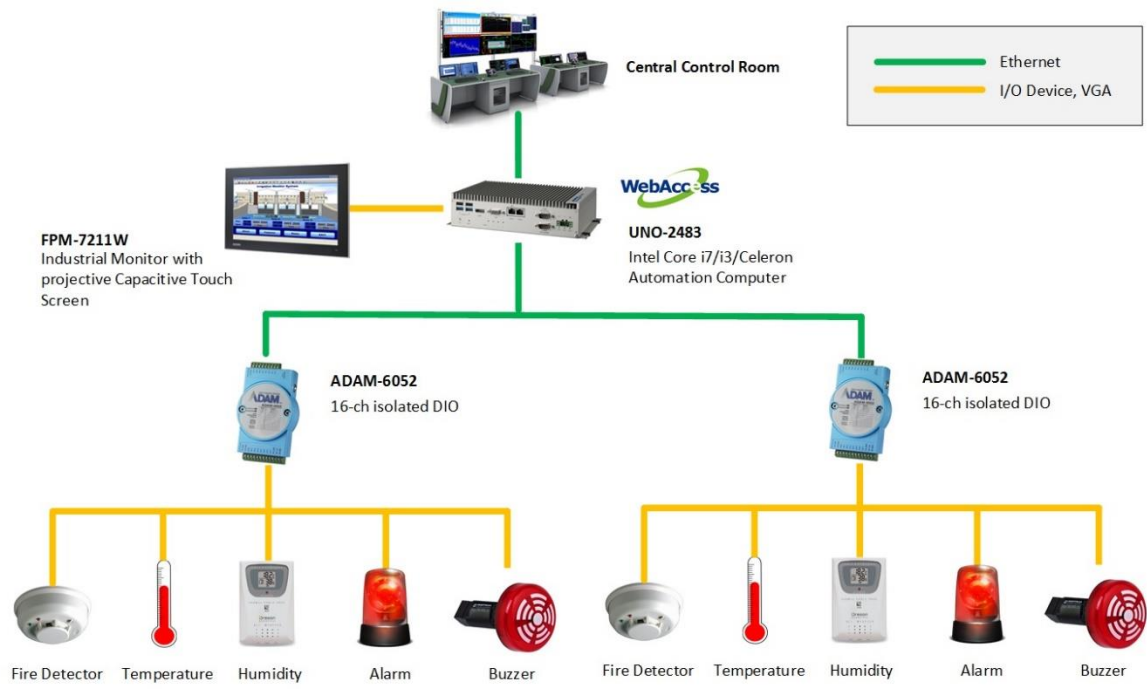 Central Control Room
Ethernet
I/O Device, VGA
WebAccess
FPM-7211W
Industrial Monitor with
projective Capacitive Touch
Screen
UNO-2483
Intel Core i7/i3/Celeron
Automation Computer
ADAM-6052
16-ch isolated DIO
ADAM
ADAM-6052
16-ch isolated DIO
ADAM
Fire Detector
Temperature
Humidity
Alarm
Buzzer
Fire Detector
Temperature
Humidity
Alarm
Buzzer